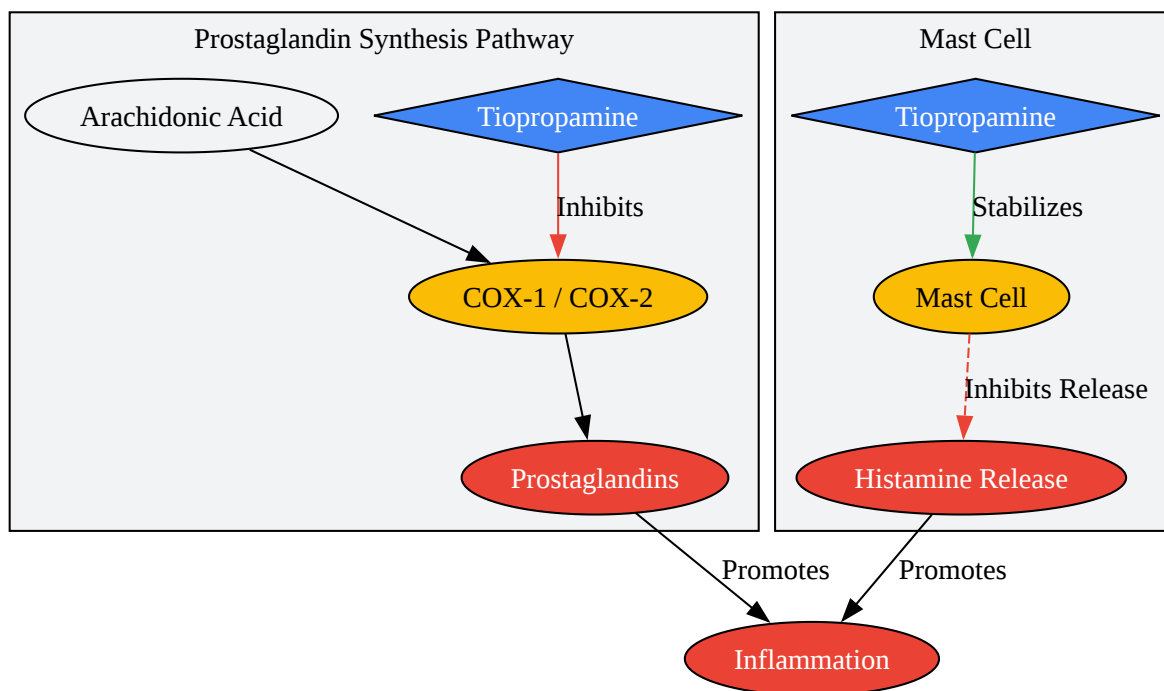 Prostaglandin Synthesis Pathway
Mast Cell
Arachidonic Acid
Tiopropamine
Tiopropamine
Inhibits
Stabilizes
COX-1 / COX-2
Mast Cell
Inhibits Release
Prostaglandins
Histamine Release
Promotes
Promotes
Inflammation